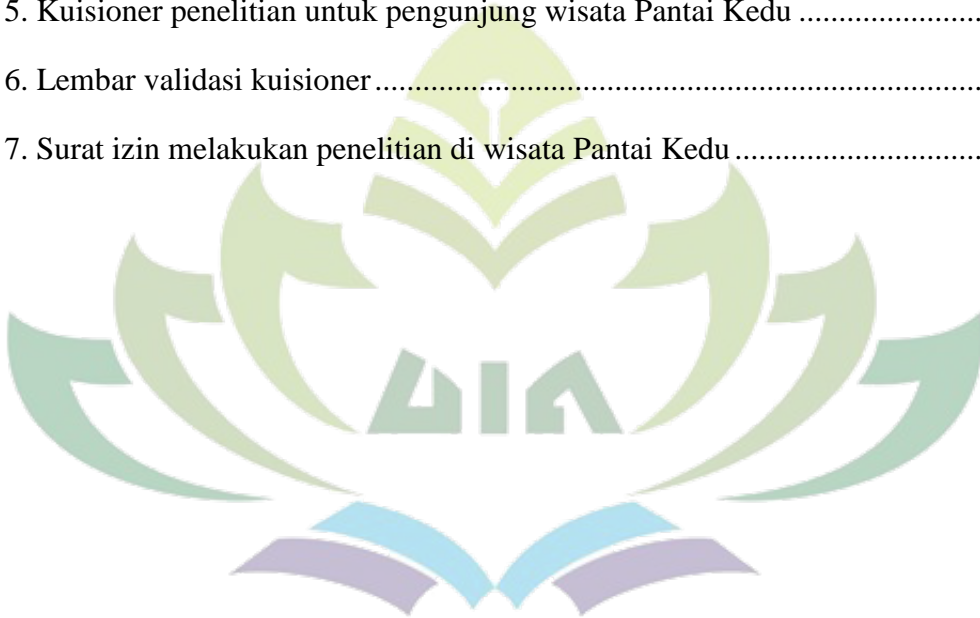 5. Kuisioner penelitian untuk pengunjung wisata Pantai Kedu .......................
6. Lembar validasi kuisioner............................................................................
7. Surat izin melakukan penelitian di wisata Pantai Kedu ...............................
UIN